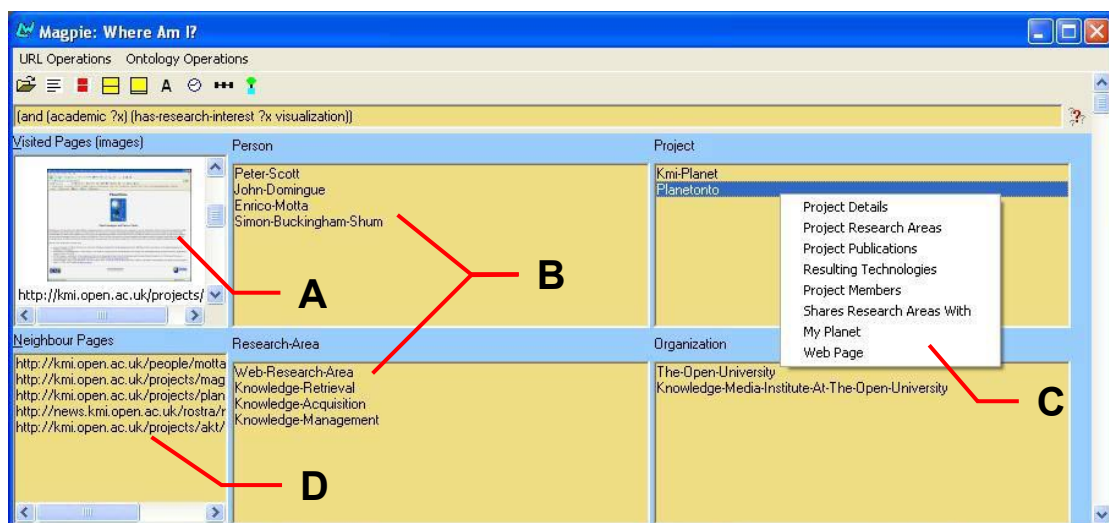 Magpie: Where Am I?
URL Operations Ontology Operations
A
(and (academic ?x) (has-research-interest ?x visualization))
Visited Pages (images)
http://kmi.open.ac.uk/projects/
Person
Peter-Scott
John-Domingue
Enrico-Motta
Simon-Buckingham-Shum
Project
Kmi-Planet
Planetonto
Project Details
Project Research Areas
Project Publications
Resulting Technologies
Project Members
Shares Research Areas With
My Planet
Web Page
A
B
C
D
Neighbour Pages
http://kmi.open.ac.uk/people/motta
http://kmi.open.ac.uk/projects/mag
http://kmi.open.ac.uk/projects/plan
http://news.kmi.open.ac.uk/rostra/r
http://kmi.open.ac.uk/projects/akt/
Research-Area
Web-Research-Area
Knowledge-Retrieval
Knowledge-Acquisition
Knowledge-Management
Organization
The-Open-University
Knowledge-Media-Institute-At-The-Open-University